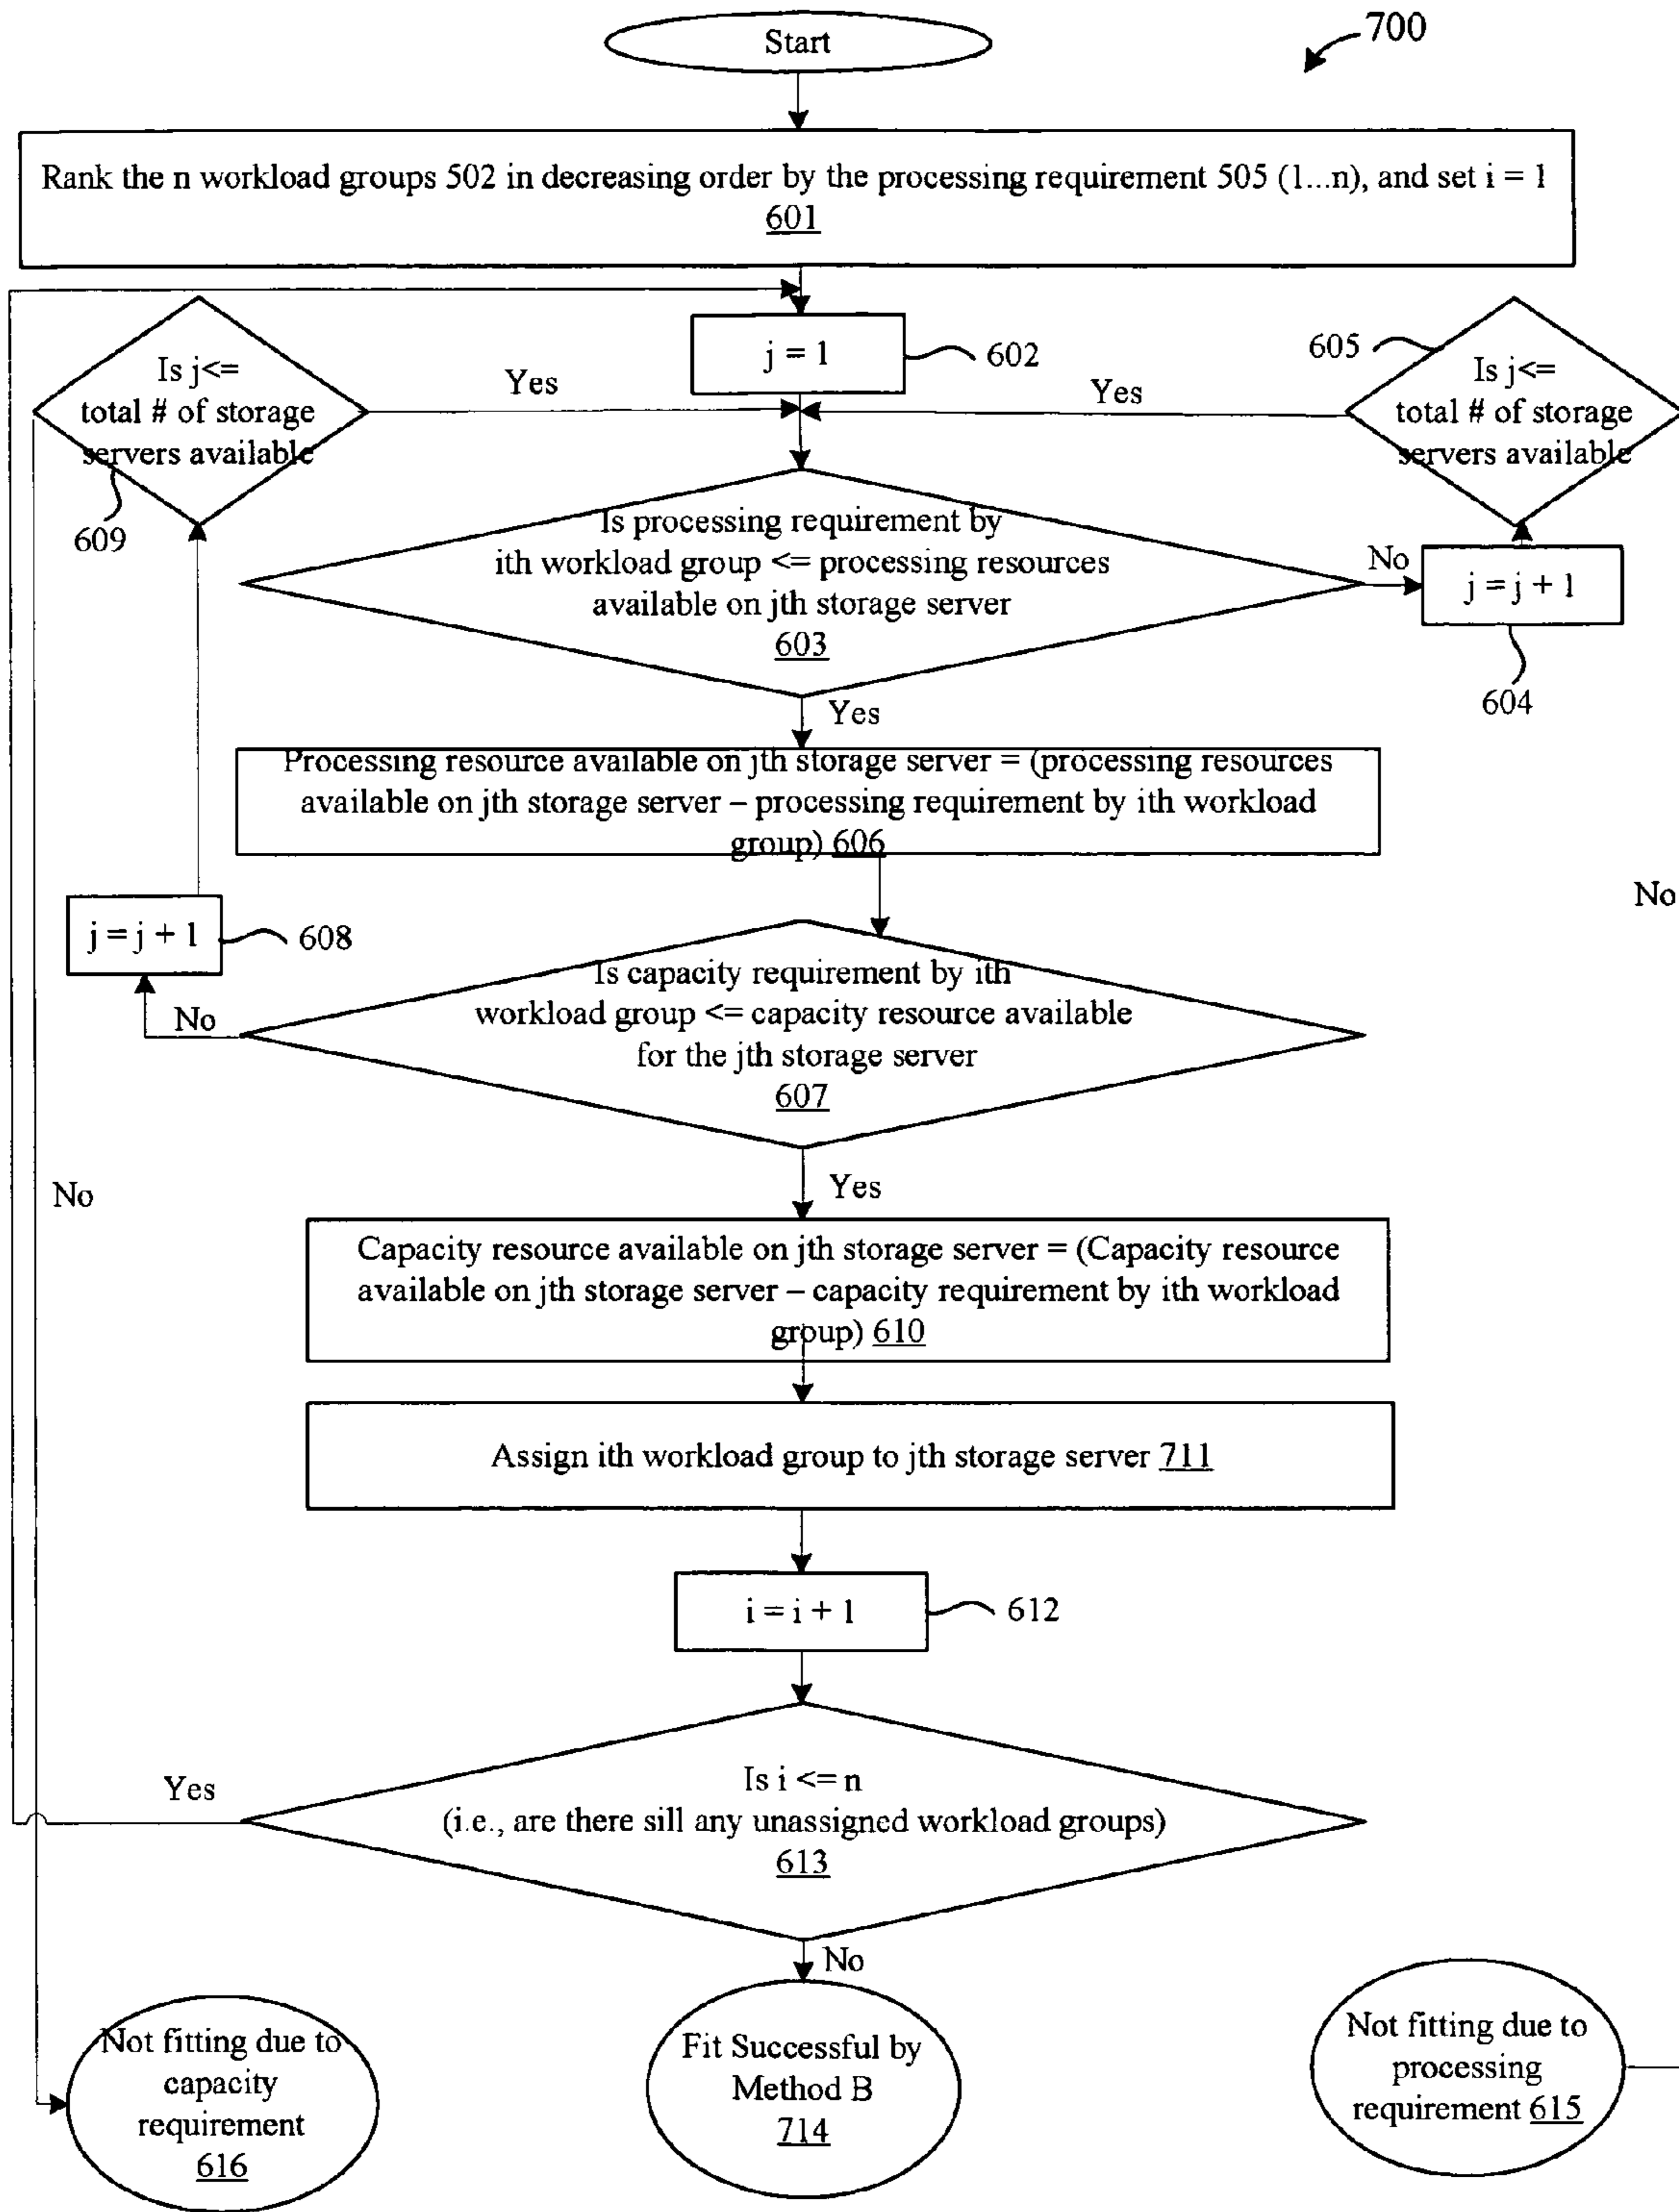 Start
700
Rank the n workload groups 502 in decreasing order by the processing requirement 505 (1...n), and set i = 1
601
j = 1
602
605
Is j<=
total # of storage
servers available
Yes
Yes
Is j<=
total # of storage
servers available
609
Is processing requirement by
ith workload group <= processing resources
available on jth storage server
603
No
j = j + 1
604
Yes
Processing resource available on jth storage server = (processing resources
available on jth storage server – processing requirement by ith workload
group) 606
No
j = j + 1
608
Is capacity requirement by ith
workload group <= capacity resource available
for the jth storage server
607
No
Yes
No
Capacity resource available on jth storage server = (Capacity resource
available on jth storage server – capacity requirement by ith workload
group) 610
Assign ith workload group to jth storage server 711
i = i + 1
612
Is i <= n
(i.e., are there sill any unassigned workload groups)
613
Yes
No
Not fitting due to
capacity
requirement
616
Fit Successful by
Method B
714
Not fitting due to
processing
requirement 615